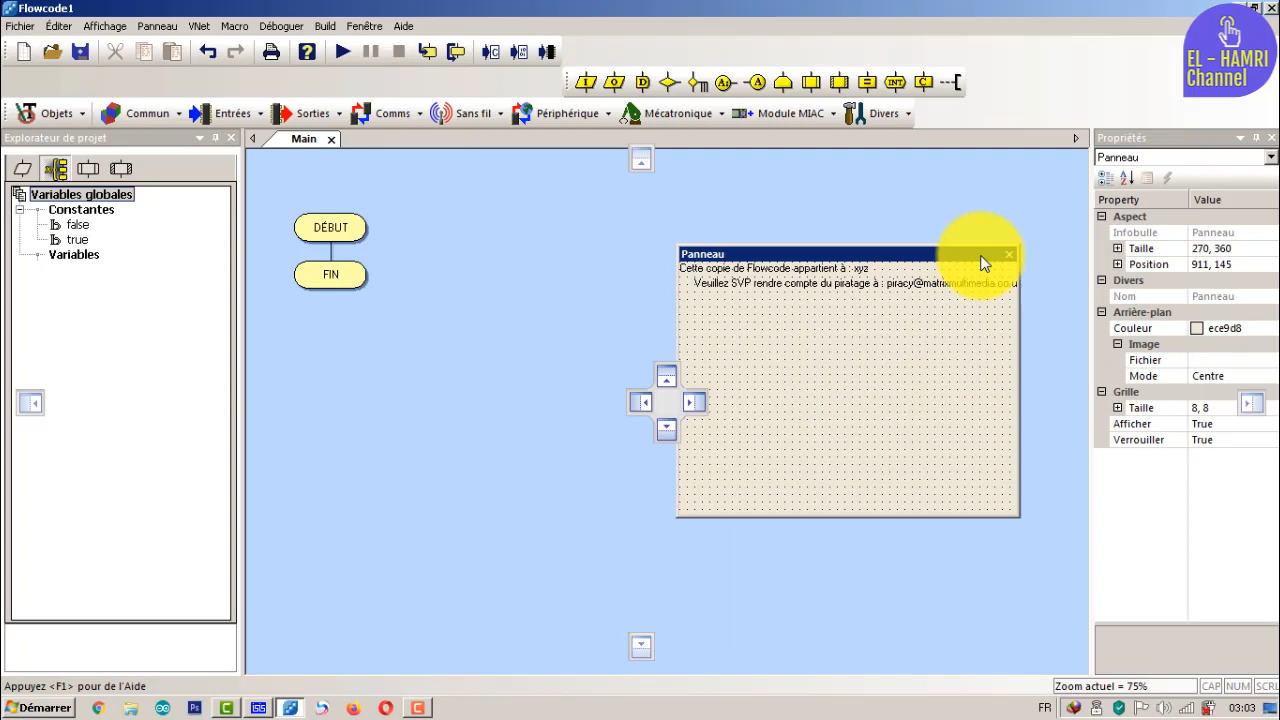 Flowcode1
Fichier Éditer Affichage Panneau VNet Macro Déboguer Build Fenêtre Aide
EL - HAMRI
Channel
Objets Commun Entrées Sorties Comms Sans fil Périphérique Mécatronique Module MIAC Divers
Explorateur de projet
Main
Propriétés
Panneau
Variables globales
Constantes
false
true
Variables
DÉBUT
FIN
Panneau
Cette copie de Flowcode appartient à : xyz
Veuillez SVP rendre compte du piratage à : piracy@matrixmultimedia.co.u
Property Value
Aspect
Infobulle Panneau
Taille 270, 360
Position 911, 145
Divers
Nom Panneau
Arrière-plan
Couleur ece9d8
Image
Fichier
Mode Centre
Grille
Taille 8, 8
Afficher True
Verrouiller True
Appuyez <F1> pour de l'Aide
Zoom actuel = 75% CAP NUM SCRL
Démarrer
FR 03:03